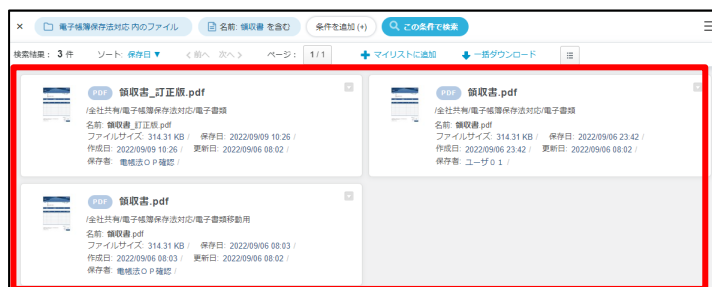 × 電子帳簿保存法対応 内のファイル 名前: 領収書 を含む 条件を追加 (+) この条件で検索
検索結果： 3 件 ソート: 保存日 ▼ < 前へ 次へ > ページ： 1 / 1 マイリストに追加 一括ダウンロード
PDF 領収書_訂正版.pdf
/全社共有/電子帳簿保存法対応/電子書類
名前: 領収書_訂正版.pdf
ファイルサイズ: 314.31 KB / 保存日: 2022/09/09 10:26 /
作成日: 2022/09/09 10:26 / 更新日: 2022/09/06 08:02 /
保存者: 電帳法ＯＰ確認 /
PDF 領収書.pdf
/全社共有/電子帳簿保存法対応/電子書類
名前: 領収書.pdf
ファイルサイズ: 314.31 KB / 保存日: 2022/09/06 23:42 /
作成日: 2022/09/06 23:42 / 更新日: 2022/09/06 08:02 /
保存者: ユーザ０１ /
PDF 領収書.pdf
/全社共有/電子帳簿保存法対応/電子書類移動用
名前: 領収書.pdf
ファイルサイズ: 314.31 KB / 保存日: 2022/09/06 08:03 /
作成日: 2022/09/06 08:03 / 更新日: 2022/09/06 08:02 /
保存者: 電帳法ＯＰ確認 /